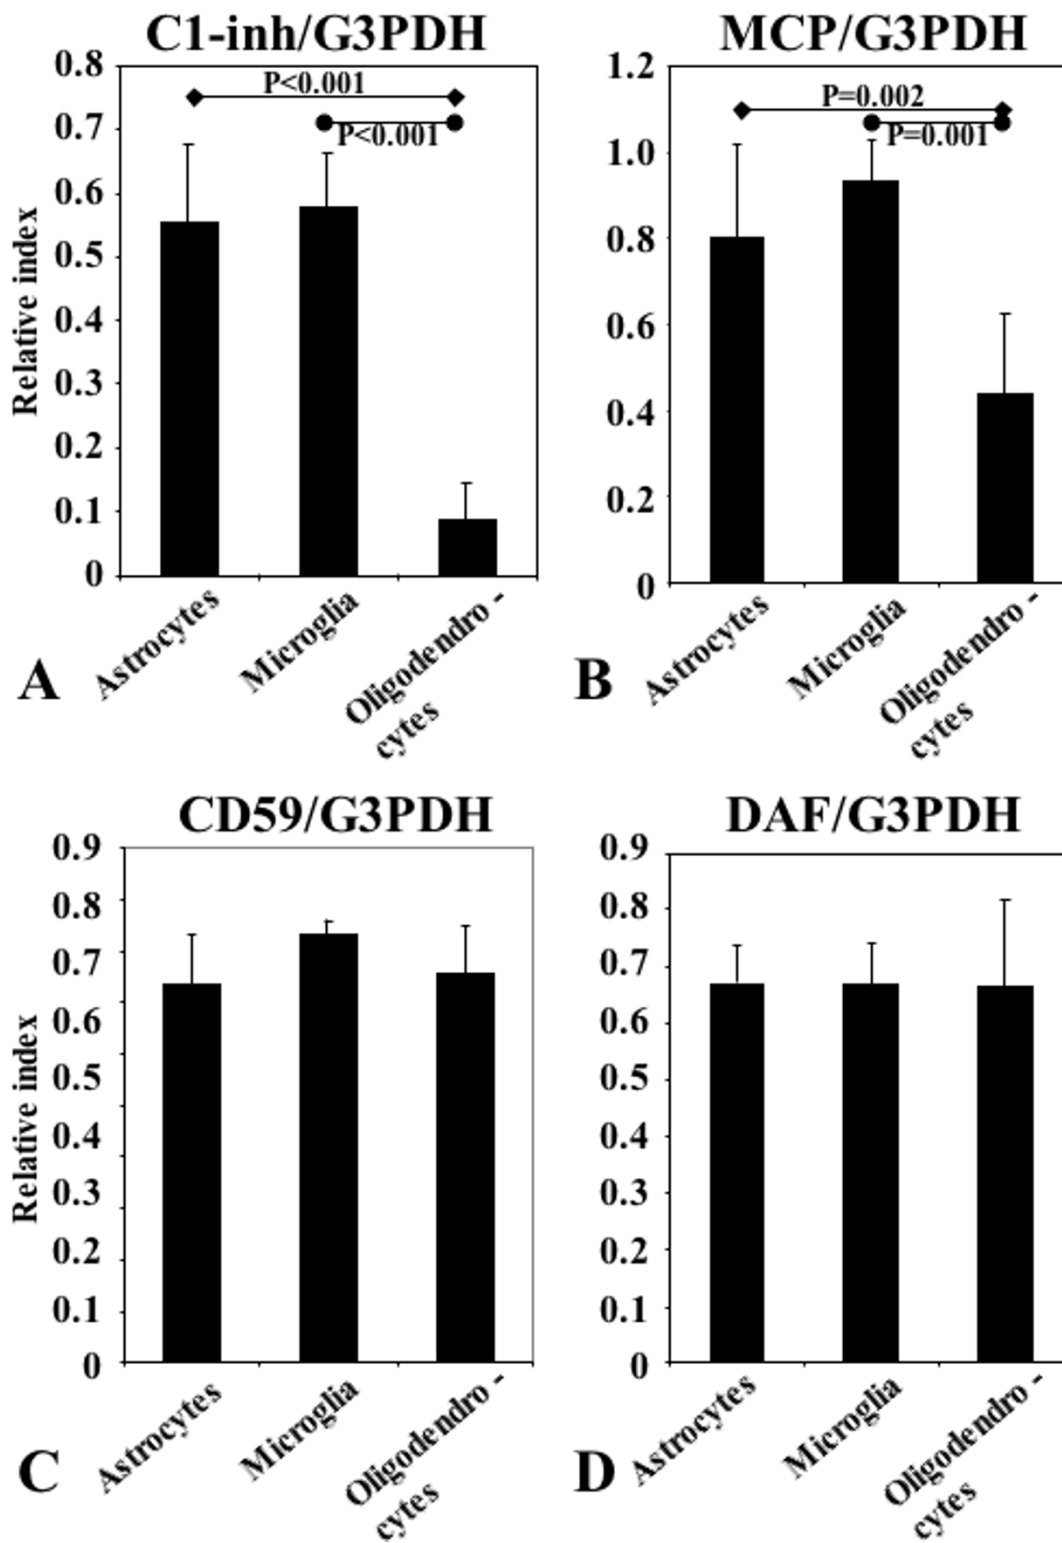 C1-inh/G3PDH
0.8
0.7
0.6
0.5
0.4
0.3
0.2
0.1
0
Relative index
P<0.001
P<0.001
Astrocytes
Microglia
Oligodendro -
cytes
A
MCP/G3PDH
1.2
1.0
0.8
0.6
0.4
0.2
0
P=0.002
P=0.001
Astrocytes
Microglia
Oligodendro -
cytes
B
CD59/G3PDH
0.9
0.8
0.7
0.6
0.5
0.4
0.3
0.2
0.1
0
Relative index
Astrocytes
Microglia
Oligodendro -
cytes
C
DAF/G3PDH
0.9
0.8
0.7
0.6
0.5
0.4
0.3
0.2
0.1
0
Astrocytes
Microglia
Oligodendro -
cytes
D